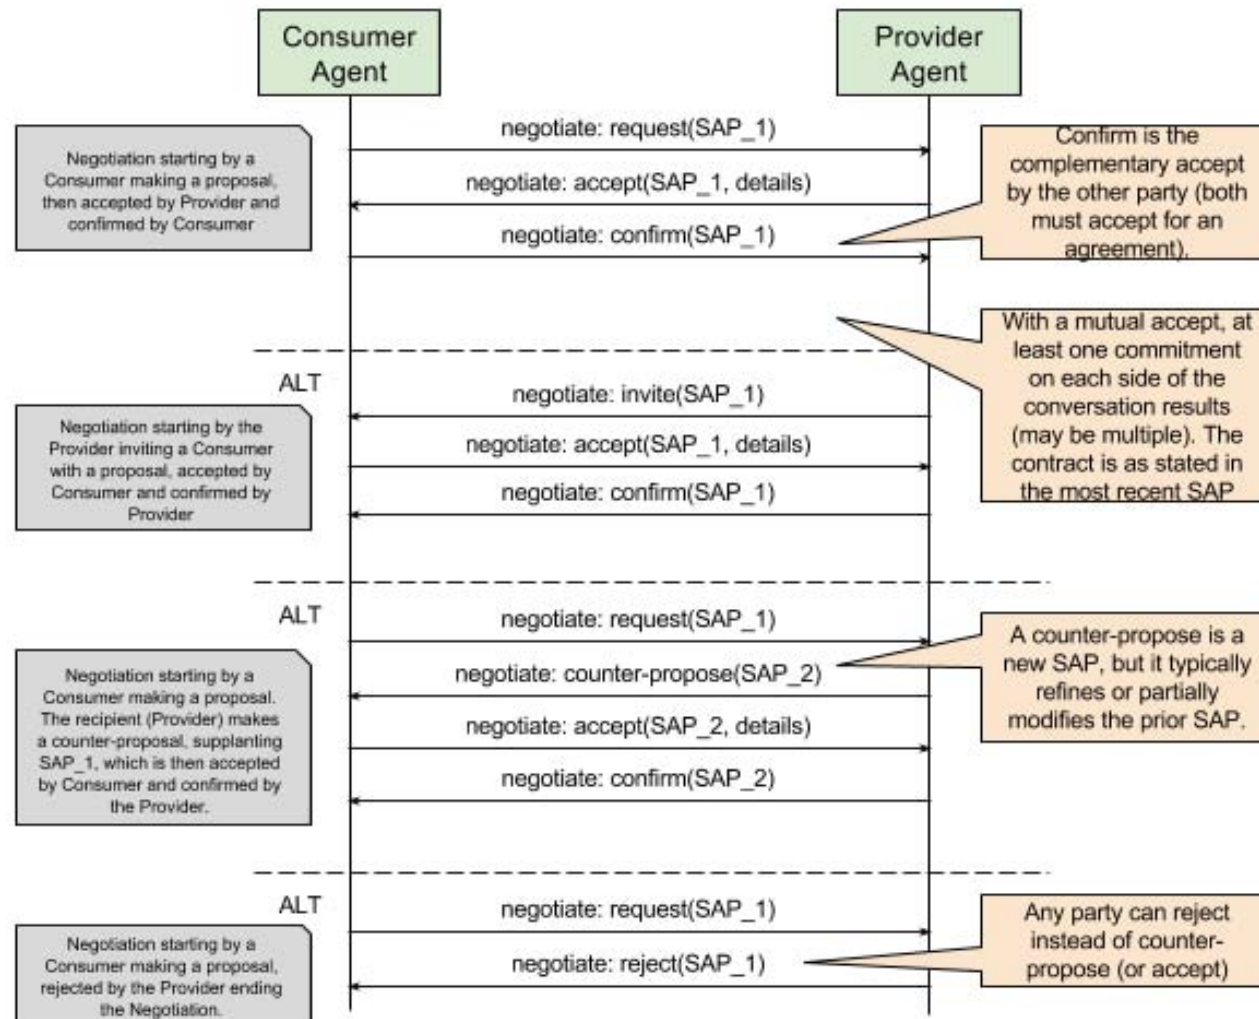 Consumer
Agent
Provider
Agent
negotiate: request(SAP_1)
Negotiation starting by a
Consumer making a proposal,
then accepted by Provider and
confirmed by Consumer
negotiate: accept(SAP_1, details)
negotiate: confirm(SAP_1)
Confirm is the
complementary accept
by the other party (both
must accept for an
agreement).
With a mutual accept, at
least one commitment
on each side of the
conversation results
(may be multiple). The
contract is as stated in
the most recent SAP
ALT
negotiate: invite(SAP_1)
Negotiation starting by the
Provider inviting a Consumer
with a proposal, accepted by
Consumer and confirmed by
Provider
negotiate: accept(SAP_1, details)
negotiate: confirm(SAP_1)
ALT
negotiate: request(SAP_1)
negotiate: counter-propose(SAP_2)
A counter-propose is a
new SAP, but it typically
refines or partially
modifies the prior SAP.
Negotiation starting by a
Consumer making a proposal.
The recipient (Provider) makes
a counter-proposal, supplanting
SAP_1, which is then accepted
by Consumer and confirmed by
the Provider.
negotiate: accept(SAP_2, details)
negotiate: confirm(SAP_2)
ALT
negotiate: request(SAP_1)
Negotiation starting by a
Consumer making a proposal,
rejected by the Provider ending
the Negotiation.
negotiate: reject(SAP_1)
Any party can reject
instead of counter-
propose (or accept)